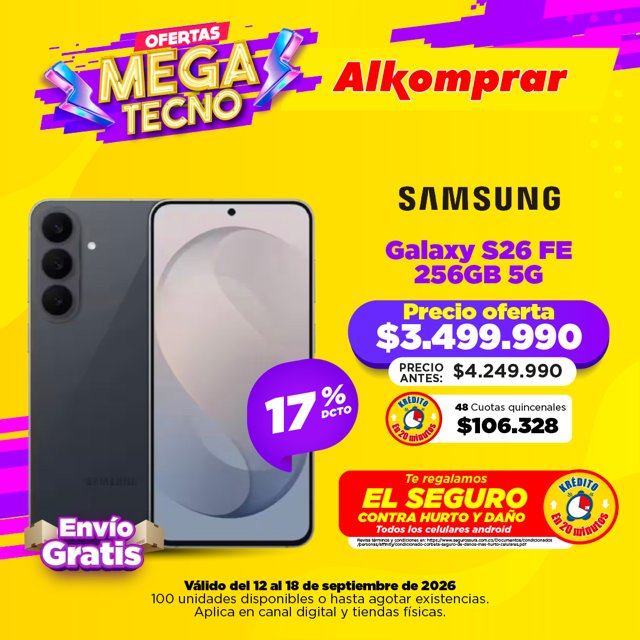 OFERTAS
MEGA
TECNO
Alkomprar
SAMSUNG
Galaxy S26 FE
256GB 5G
Precio oferta
$3.499.990
PRECIO
ANTES: $4.249.990
17% DCTO
KRÉDITO
En 20 minutos
48 Cuotas quincenales
$106.328
Te regalamos
EL SEGURO
CONTRA HURTO Y DAÑO
Todos los celulares android
KRÉDITO
En 20 minutos
SAMSUNG
Envío
Gratis
Válido del 12 al 18 de septiembre de 2026
100 unidades disponibles o hasta agotar existencias.
Aplica en canal digital y tiendas físicas.